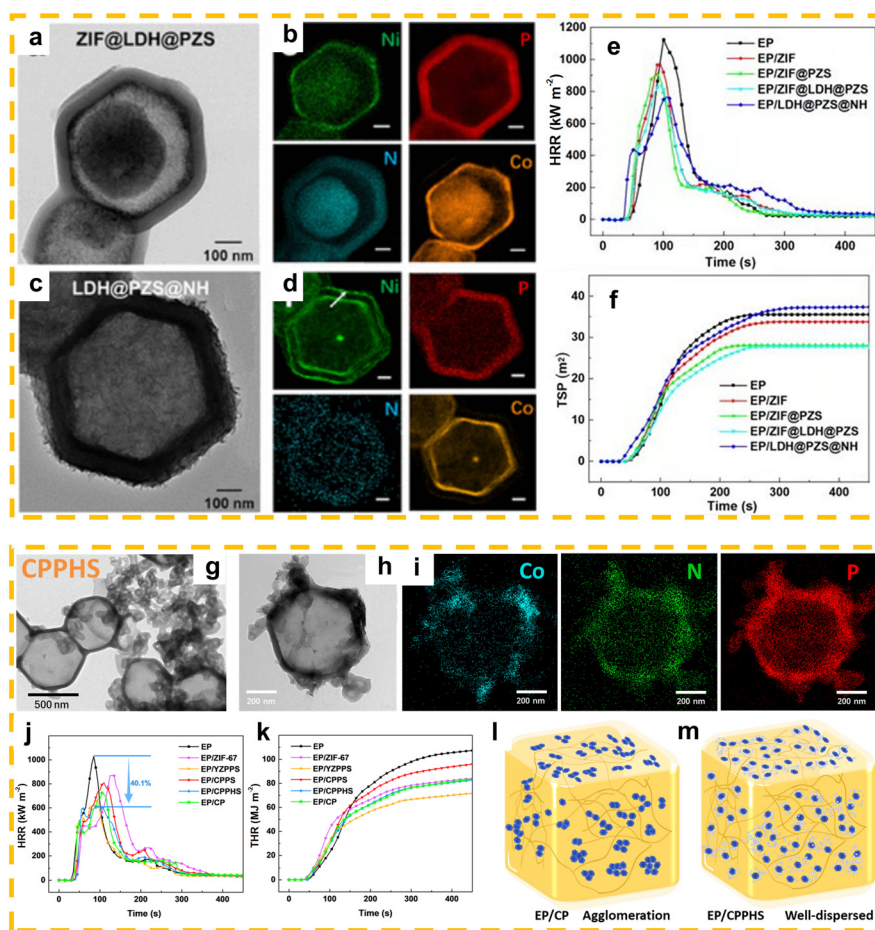 a
ZIF@LDH@PZS
100 nm
b
Ni
P
N
Co
c
LDH@PZS@NH
100 nm
d
Ni
P
N
Co
e
HRR (kW m-2)
1200
1000
800
600
400
200
0
EP
EP/ZIF
EP/ZIF@PZS
EP/ZIF@LDH@PZS
EP/LDH@PZS@NH
0 100 200 300 400
Time (s)
f
TSP (m²)
40
30
20
10
0
EP
EP/ZIF
EP/ZIF@PZS
EP/ZIF@LDH@PZS
EP/LDH@PZS@NH
0 100 200 300 400
Time (s)
CPPHS
g
500 nm
h
200 nm
i
Co
200 nm
N
200 nm
P
200 nm
j
HRR (kW m-2)
1000
800
600
400
200
0
40.1%
EP
EP/ZIF-67
EP/YZPPS
EP/CPPS
EP/CPPHS
EP/CP
0 100 200 300 400
Time (s)
k
THR (MJ m-2)
100
80
60
40
20
0
EP
EP/ZIF-67
EP/YZPPS
EP/CPPS
EP/CPPHS
EP/CP
0 100 200 300 400
Time (s)
l
EP/CP Agglomeration
m
EP/CPPHS Well-dispersed